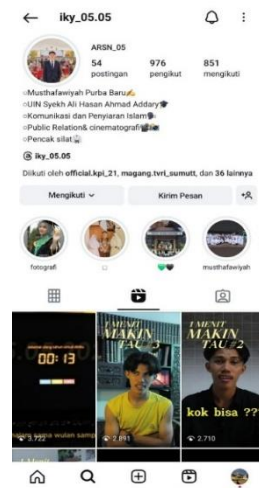 iky_05.05
ARSN_05
54 976 851
postingan pengikut mengikuti
○Musthafawiyah Purba Baru✍️
○UIN Syekh Ali Hasan Ahmad Addary🎓
○Komunikasi dan Penyiaran Islam🗣
○Public Relation& cinematografi
○Pencak silat🥋
iky_05.05
Diikuti oleh official.kpi_21, magang.tvri_sumutt, dan 36 lainnya
Mengikuti Kirim Pesan
fotografi musthafawiyah
00:13
1 MENIT
MAKIN
TAU #3
1 MENIT
MAKIN
TAU #2
kok bisa ??
3.722 2.891 2.710